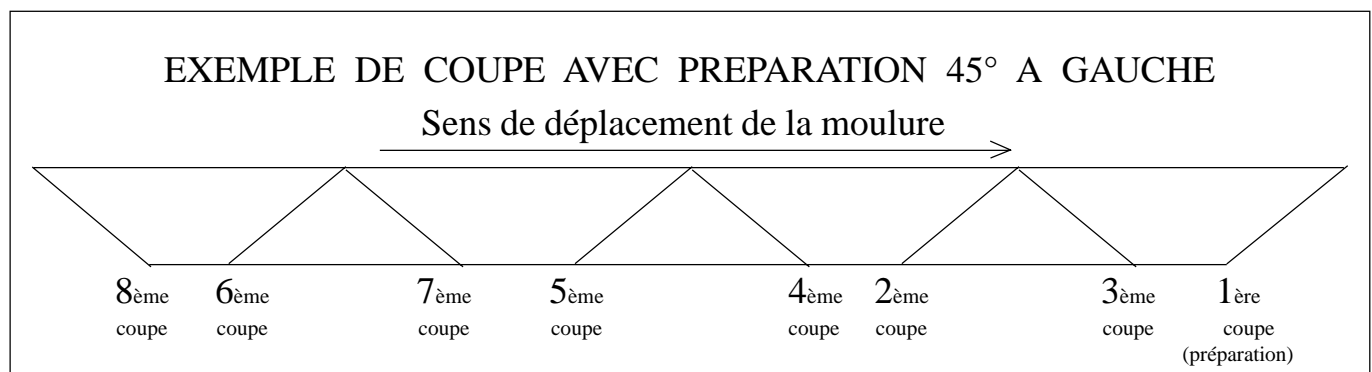 EXEMPLE DE COUPE AVEC PREPARATION 45° A GAUCHE
Sens de déplacement de la moulure
8ème 6ème 7ème 5ème 4ème 2ème 3ème 1ère
coupe coupe coupe coupe coupe coupe coupe coupe
(préparation)